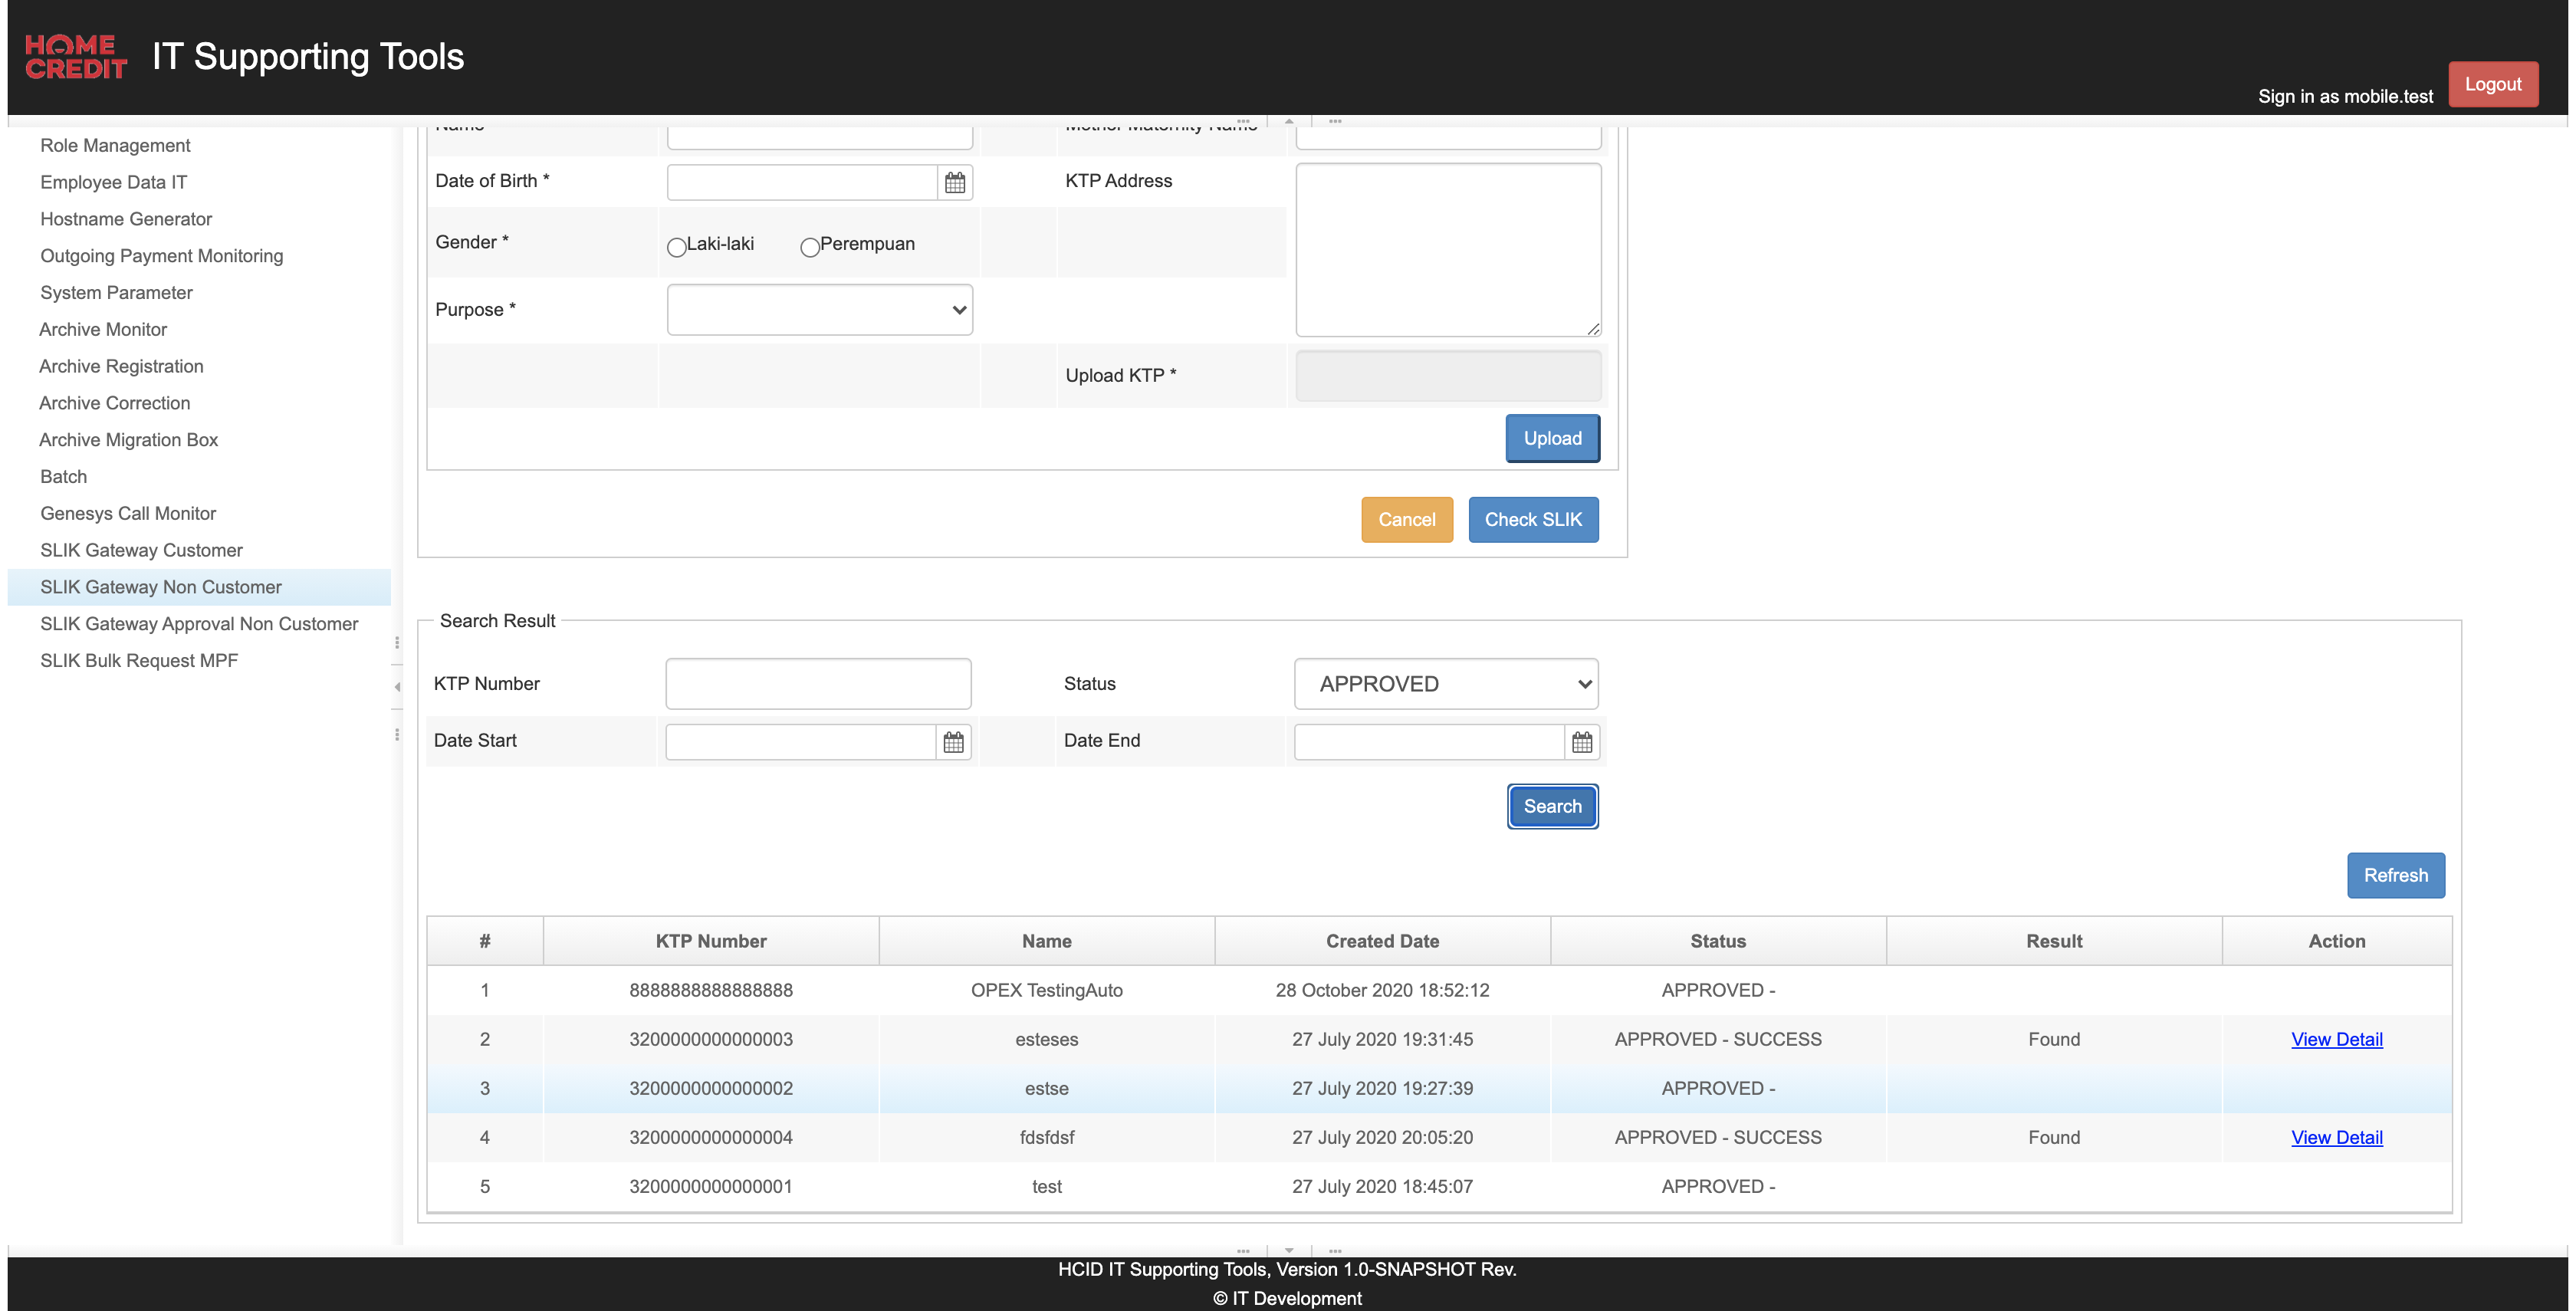 HOME
CREDIT
IT Supporting Tools
Sign in as mobile.test
Logout
Role Management
Employee Data IT
Hostname Generator
Outgoing Payment Monitoring
System Parameter
Archive Monitor
Archive Registration
Archive Correction
Archive Migration Box
Batch
Genesys Call Monitor
SLIK Gateway Customer
SLIK Gateway Non Customer
SLIK Gateway Approval Non Customer
SLIK Bulk Request MPF
Name Mother Maternity Name
Date of Birth * KTP Address
Gender * Laki-laki Perempuan
Purpose *
Upload KTP *
Upload
Cancel Check SLIK
Search Result
KTP Number Status APPROVED
Date Start Date End
Search
Refresh
# KTP Number Name Created Date Status Result Action
1 8888888888888888 OPEX TestingAuto 28 October 2020 18:52:12 APPROVED -
2 3200000000000003 esteses 27 July 2020 19:31:45 APPROVED - SUCCESS Found View Detail
3 3200000000000002 estse 27 July 2020 19:27:39 APPROVED -
4 3200000000000004 fdsfdsf 27 July 2020 20:05:20 APPROVED - SUCCESS Found View Detail
5 3200000000000001 test 27 July 2020 18:45:07 APPROVED -
HCID IT Supporting Tools, Version 1.0-SNAPSHOT Rev.
© IT Development